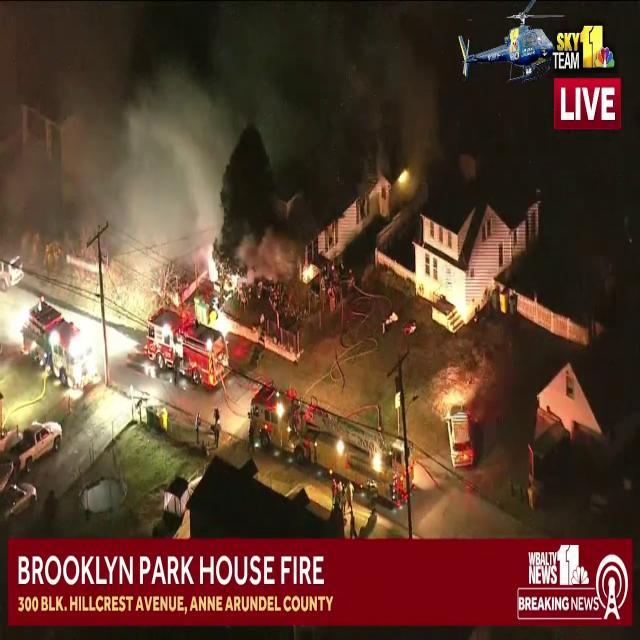 SKY
TEAM 11
LIVE
BROOKLYN PARK HOUSE FIRE
300 BLK. HILLCREST AVENUE, ANNE ARUNDEL COUNTY
WBALTV
NEWS 11
BREAKING NEWS